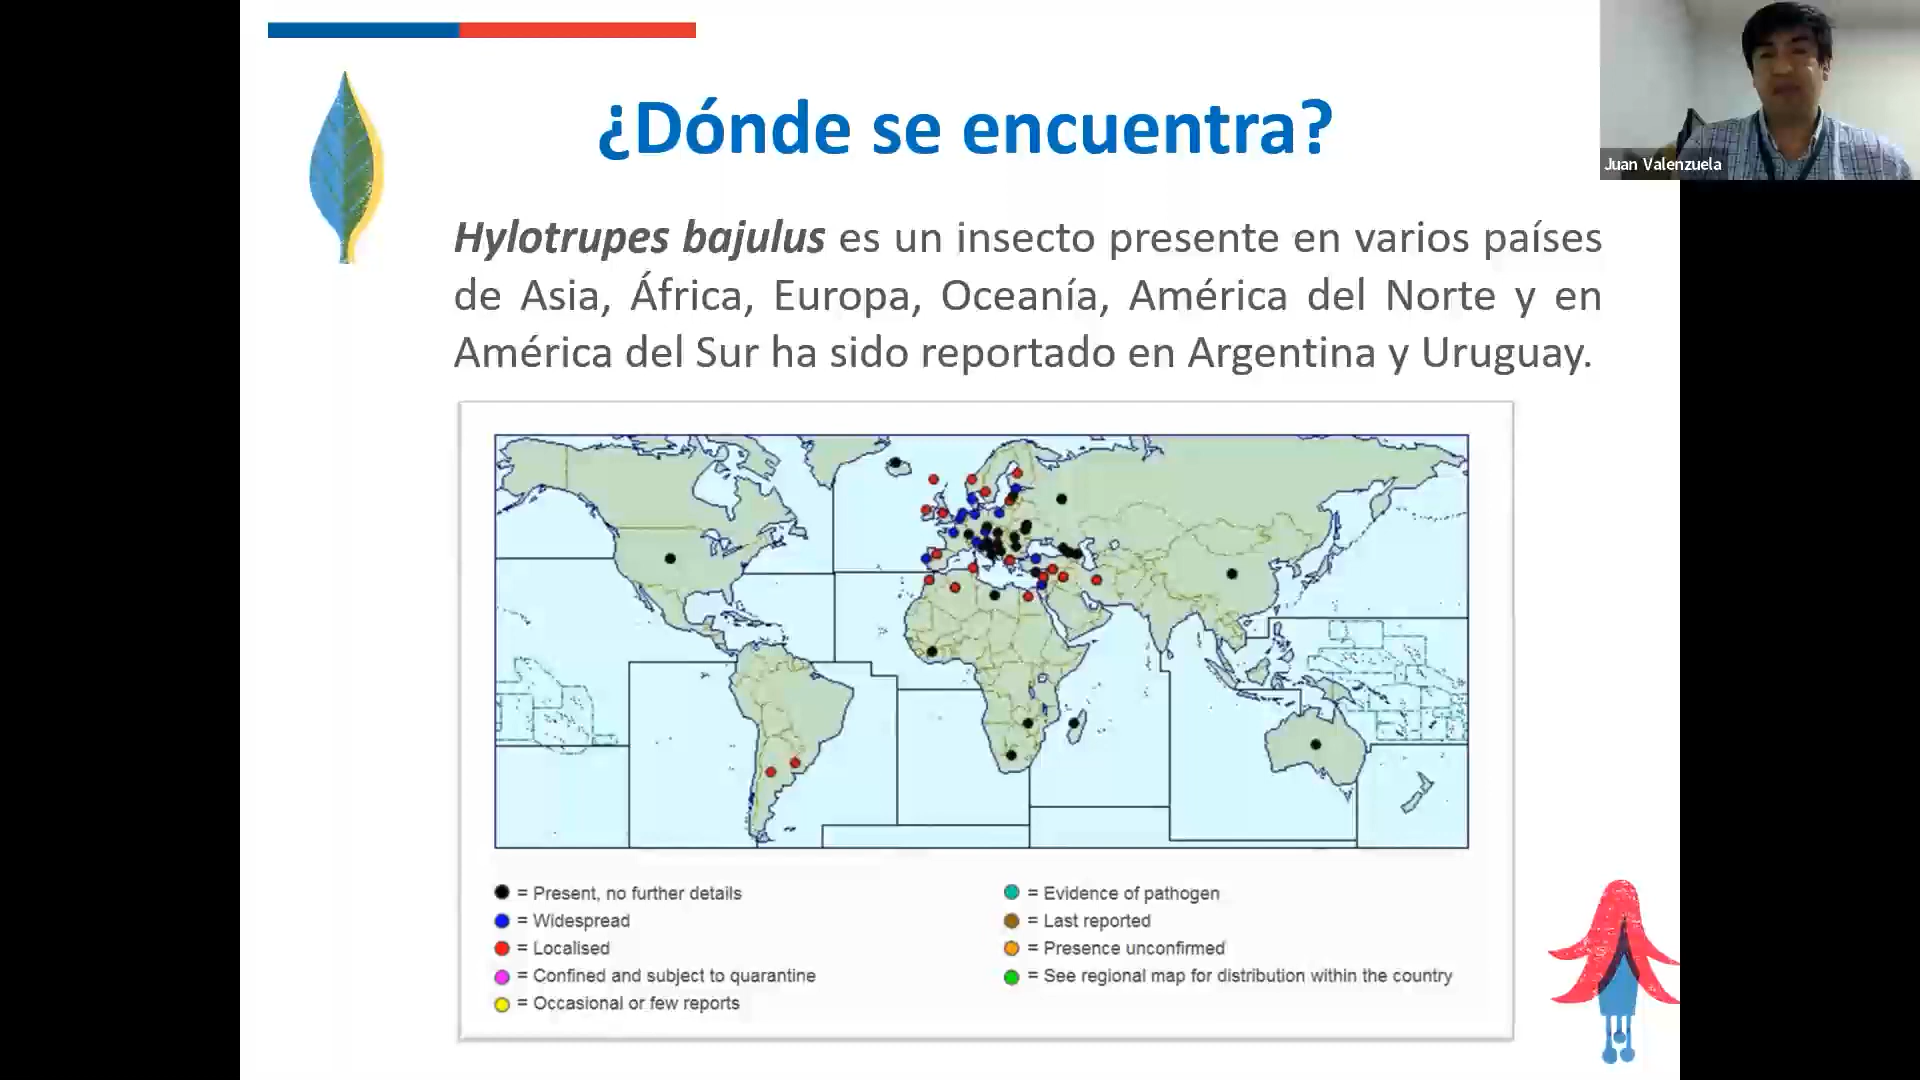 ¿Dónde se encuentra?
Juan Valenzuela
Hylotrupes bajulus es un insecto presente en varios países
de Asia, África, Europa, Oceanía, América del Norte y en
América del Sur ha sido reportado en Argentina y Uruguay.
= Present, no further details
= Widespread
= Localised
= Confined and subject to quarantine
= Occasional or few reports
= Evidence of pathogen
= Last reported
= Presence unconfirmed
= See regional map for distribution within the country